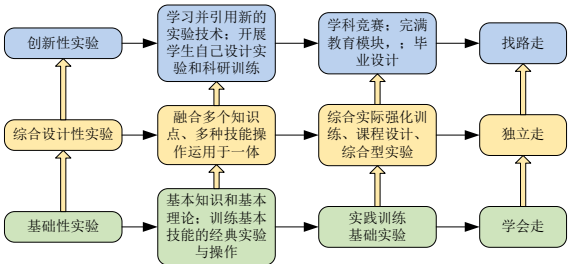 创新性实验
学习并引用新的
实验技术；开展
学生自己设计实
验和科研训练
学科竞赛：完满
教育模块，；毕
业设计
找路走
综合设计性实验
融合多个知识
点、多种技能操
作运用于一体
综合实际强化训
练、课程设计、
综合型实验
独立走
基础性实验
基本知识和基本
理论；训练基本
技能的经典实验
与操作
实践训练
基础实验
学会走